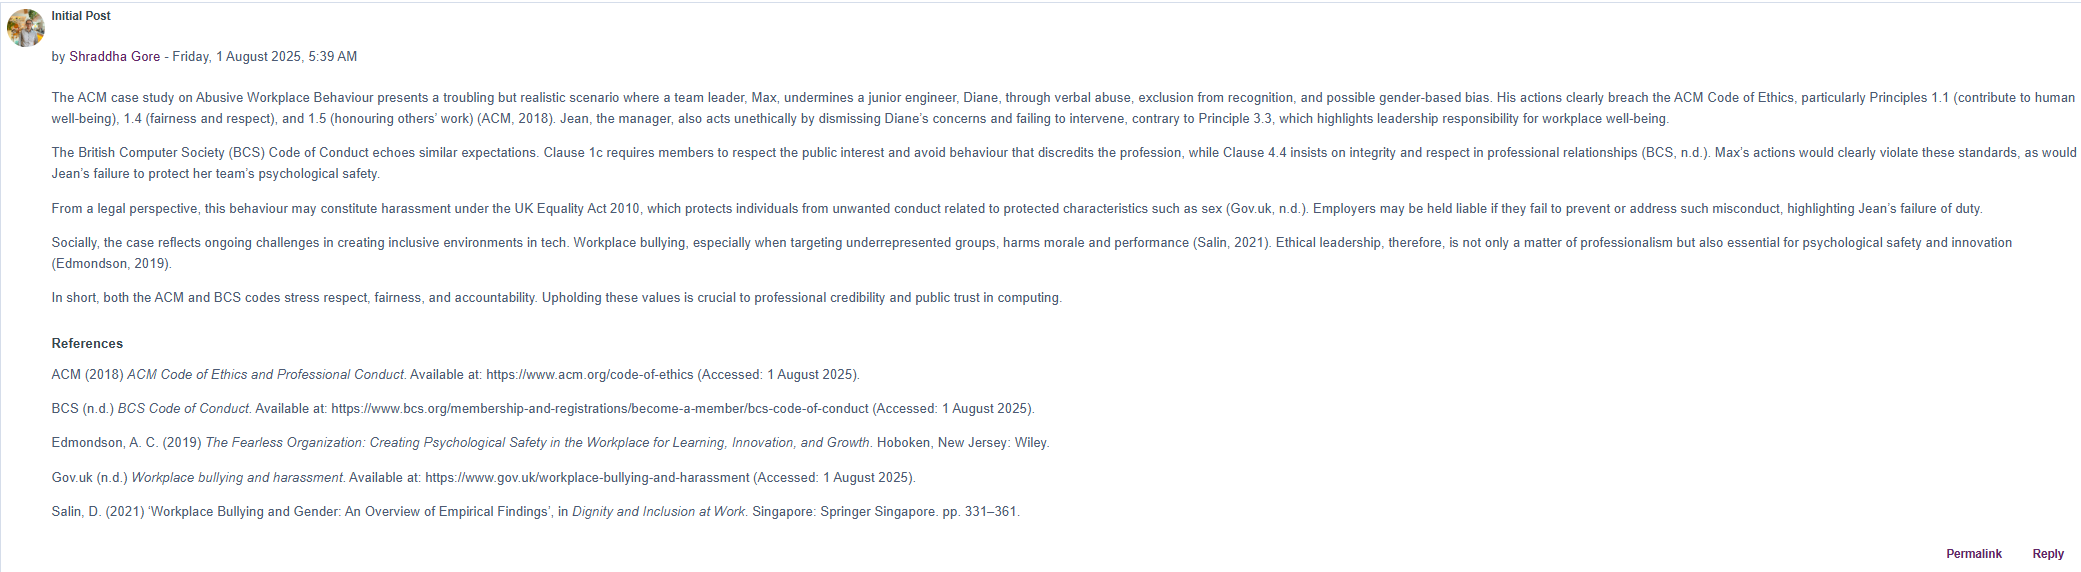 Initial Post
by Shraddha Gore - Friday, 1 August 2025, 5:39 AM
The ACM case study on Abusive Workplace Behaviour presents a troubling but realistic scenario where a team leader, Max, undermines a junior engineer, Diane, through verbal abuse, exclusion from recognition, and possible gender-based bias. His actions clearly breach the ACM Code of Ethics, particularly Principles 1.1 (contribute to human
well-being), 1.4 (fairness and respect), and 1.5 (honouring others' work) (ACM, 2018). Jean, the manager, also acts unethically by dismissing Diane's concerns and failing to intervene, contrary to Principle 3.3, which highlights leadership responsibility for workplace well-being.
The British Computer Society (BCS) Code of Conduct echoes similar expectations. Clause 1c requires members to respect the public interest and avoid behaviour that discredits the profession, while Clause 4.4 insists on integrity and respect in professional relationships (BCS, n.d.). Max's actions would clearly violate these standards, as would
Jean's failure to protect her team's psychological safety.
From a legal perspective, this behaviour may constitute harassment under the UK Equality Act 2010, which protects individuals from unwanted conduct related to protected characteristics such as sex (Gov.uk, n.d.). Employers may be held liable if they fail to prevent or address such misconduct, highlighting Jean's failure of duty.
Socially, the case reflects ongoing challenges in creating inclusive environments in tech. Workplace bullying, especially when targeting underrepresented groups, harms morale and performance (Salin, 2021). Ethical leadership, therefore, is not only a matter of professionalism but also essential for psychological safety and innovation
(Edmondson, 2019).
In short, both the ACM and BCS codes stress respect, fairness, and accountability. Upholding these values is crucial to professional credibility and public trust in computing.
References
ACM (2018) ACM Code of Ethics and Professional Conduct. Available at: https://www.acm.org/code-of-ethics (Accessed: 1 August 2025).
BCS (n.d.) BCS Code of Conduct. Available at: https://www.bcs.org/membership-and-registrations/become-a-member/bcs-code-of-conduct (Accessed: 1 August 2025).
Edmondson, A. C. (2019) The Fearless Organization: Creating Psychological Safety in the Workplace for Learning, Innovation, and Growth. Hoboken, New Jersey: Wiley.
Gov.uk (n.d.) Workplace bullying and harassment. Available at: https://www.gov.uk/workplace-bullying-and-harassment (Accessed: 1 August 2025).
Salin, D. (2021) 'Workplace Bullying and Gender: An Overview of Empirical Findings', in Dignity and Inclusion at Work. Singapore: Springer Singapore. pp. 331–361.
Permalink Reply